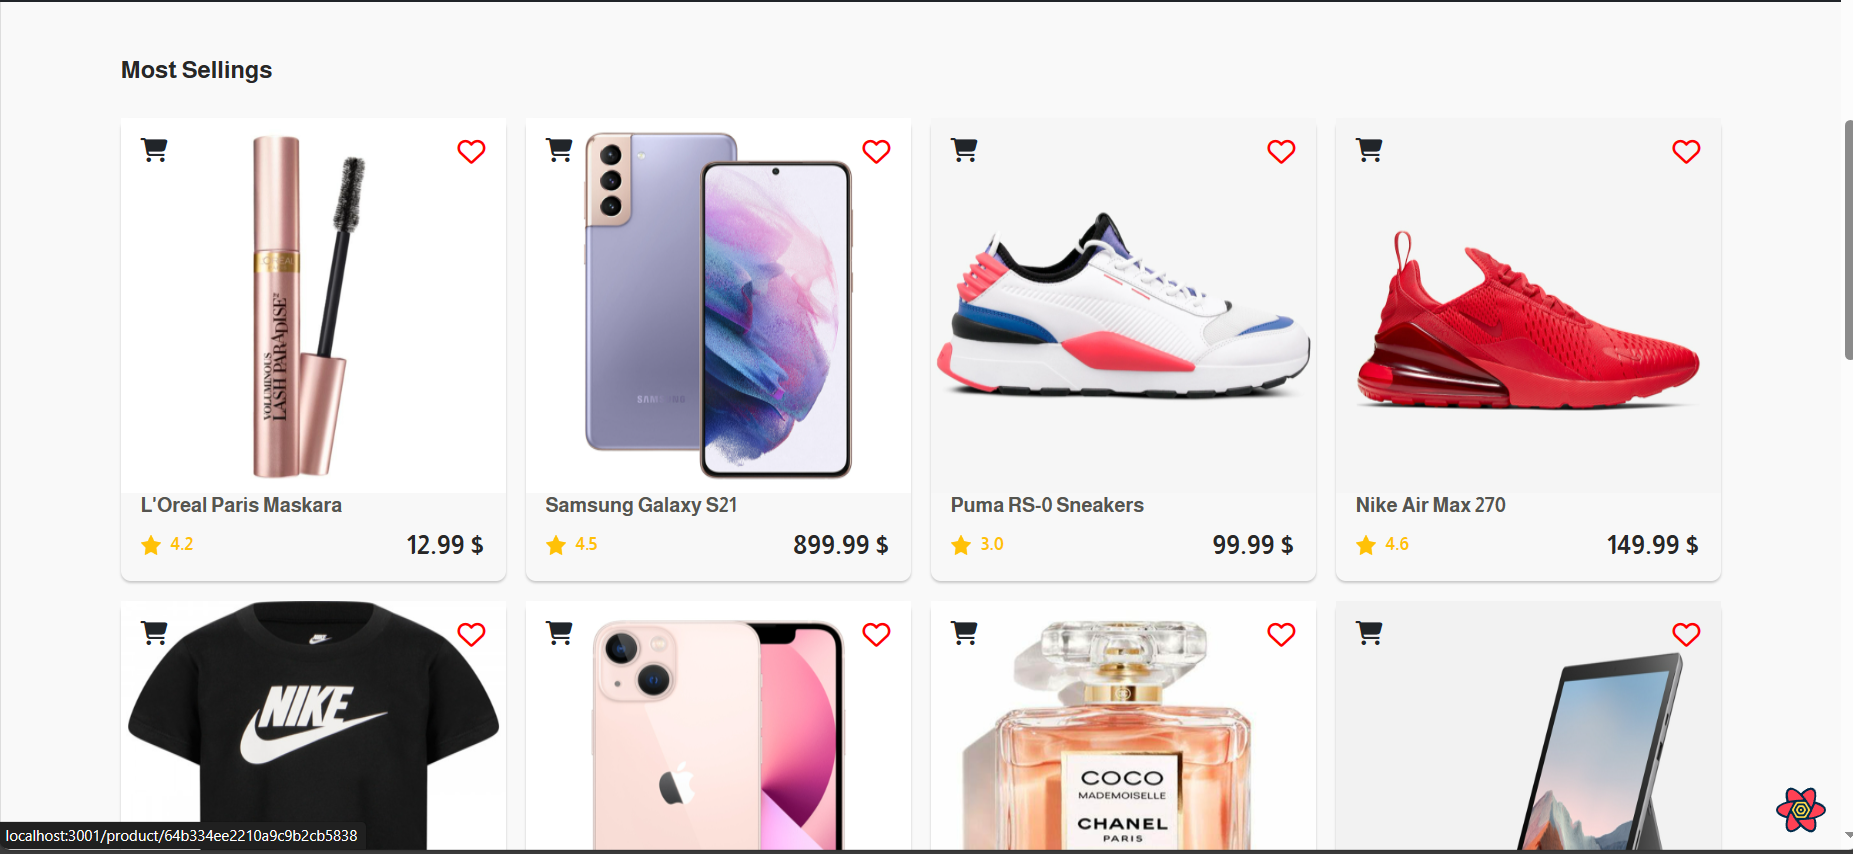 Most Sellings
L'OREAL
VOLUMINOUS
LASH PARADISE
SAMSUNG
L'Oreal Paris Maskara
4.2
12.99 $
Samsung Galaxy S21
4.5
899.99 $
Puma RS-0 Sneakers
3.0
99.99 $
Nike Air Max 270
4.6
149.99 $
NIKE
NIKE
COCO
MADEMOISELLE
CHANEL
PARIS
localhost:3001/product/64b334ee2210a9c9b2cb5838